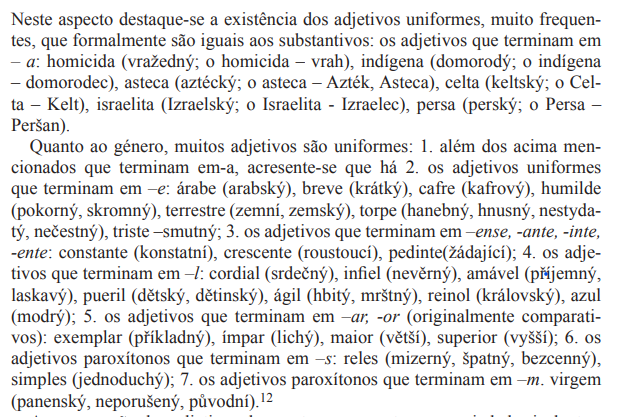 Neste aspecto destaque-se a existência dos adjetivos uniformes, muito frequen-
tes, que formalmente são iguais aos substantivos: os adjetivos que terminam em
– a: homicida (vražedný; o homicida – vrah), indígena (domorodý; o indígena
– domorodec), asteca (aztécký; o asteca – Azték, Asteca), celta (keltský; o Cel-
ta – Kelt), israelita (Izraelský; o Israelita - Izraelec), persa (perský; o Persa –
Peršan).
Quanto ao género, muitos adjetivos são uniformes: 1. além dos acima men-
cionados que terminam em-a, acresente-se que há 2. os adjetivos uniformes
que terminam em –e: árabe (arabský), breve (krátký), cafre (kafrový), humilde
(pokorný, skromný), terrestre (zemní, zemský), torpe (hanebný, hnusný, nestyda-
tý, nečestný), triste –smutný; 3. os adjetivos que terminam em –ense, -ante, -inte,
-ente: constante (konstatní), crescente (roustoucí), pedinte(žádající); 4. os adje-
tivos que terminam em –l: cordial (srdečný), infiel (nevěrný), amável (příjemný,
laskavý), pueril (dětský, dětinský), ágil (hbitý, mrštný), reinol (královský), azul
(modrý); 5. os adjetivos que terminam em –ar, -or (originalmente comparati-
vos): exemplar (příkladný), ímpar (lichý), maior (větší), superior (vyšší); 6. os
adjetivos paroxítonos que terminam em –s: reles (mizerný, špatný, bezcenný),
simples (jednoduchý); 7. os adjetivos paroxítonos que terminam em –m. virgem
(panenský, neporušený, původní).12